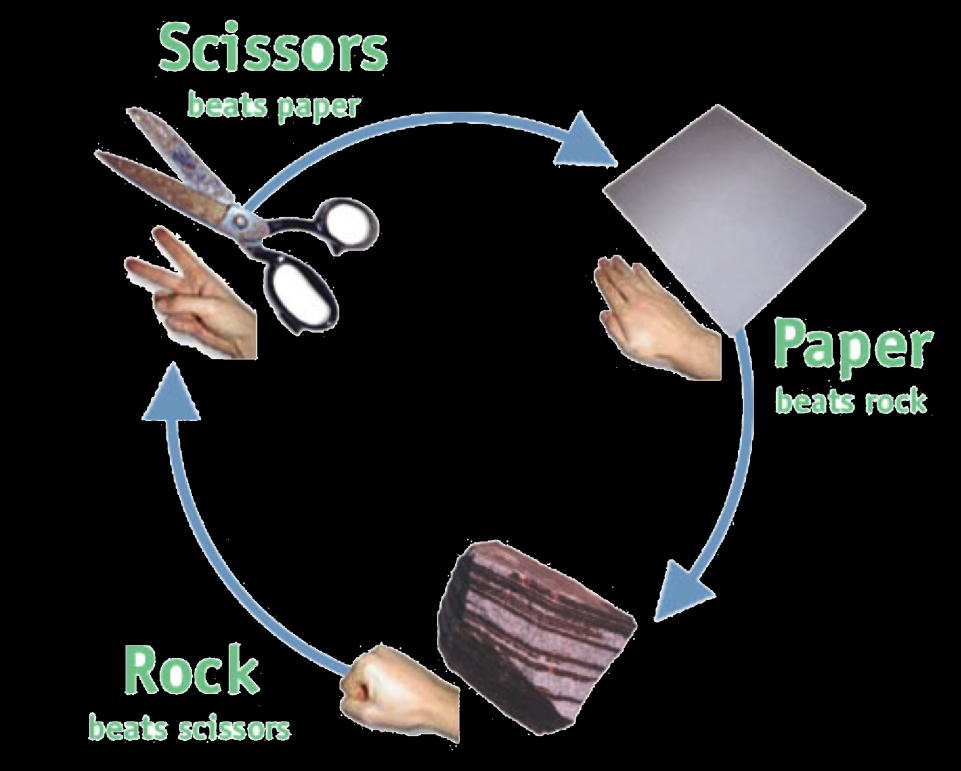 Scissors
beats paper
Paper
beats rock
Rock
beats scissors